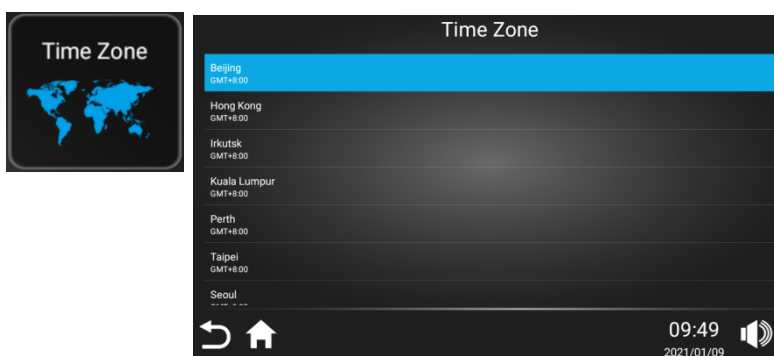 Time Zone
Time Zone
Beijing
GMT+8:00
Hong Kong
GMT+8:00
Irkutsk
GMT+8:00
Kuala Lumpur
GMT+8:00
Perth
GMT+8:00
Taipei
GMT+8:00
Seoul
09:49
2021/01/09